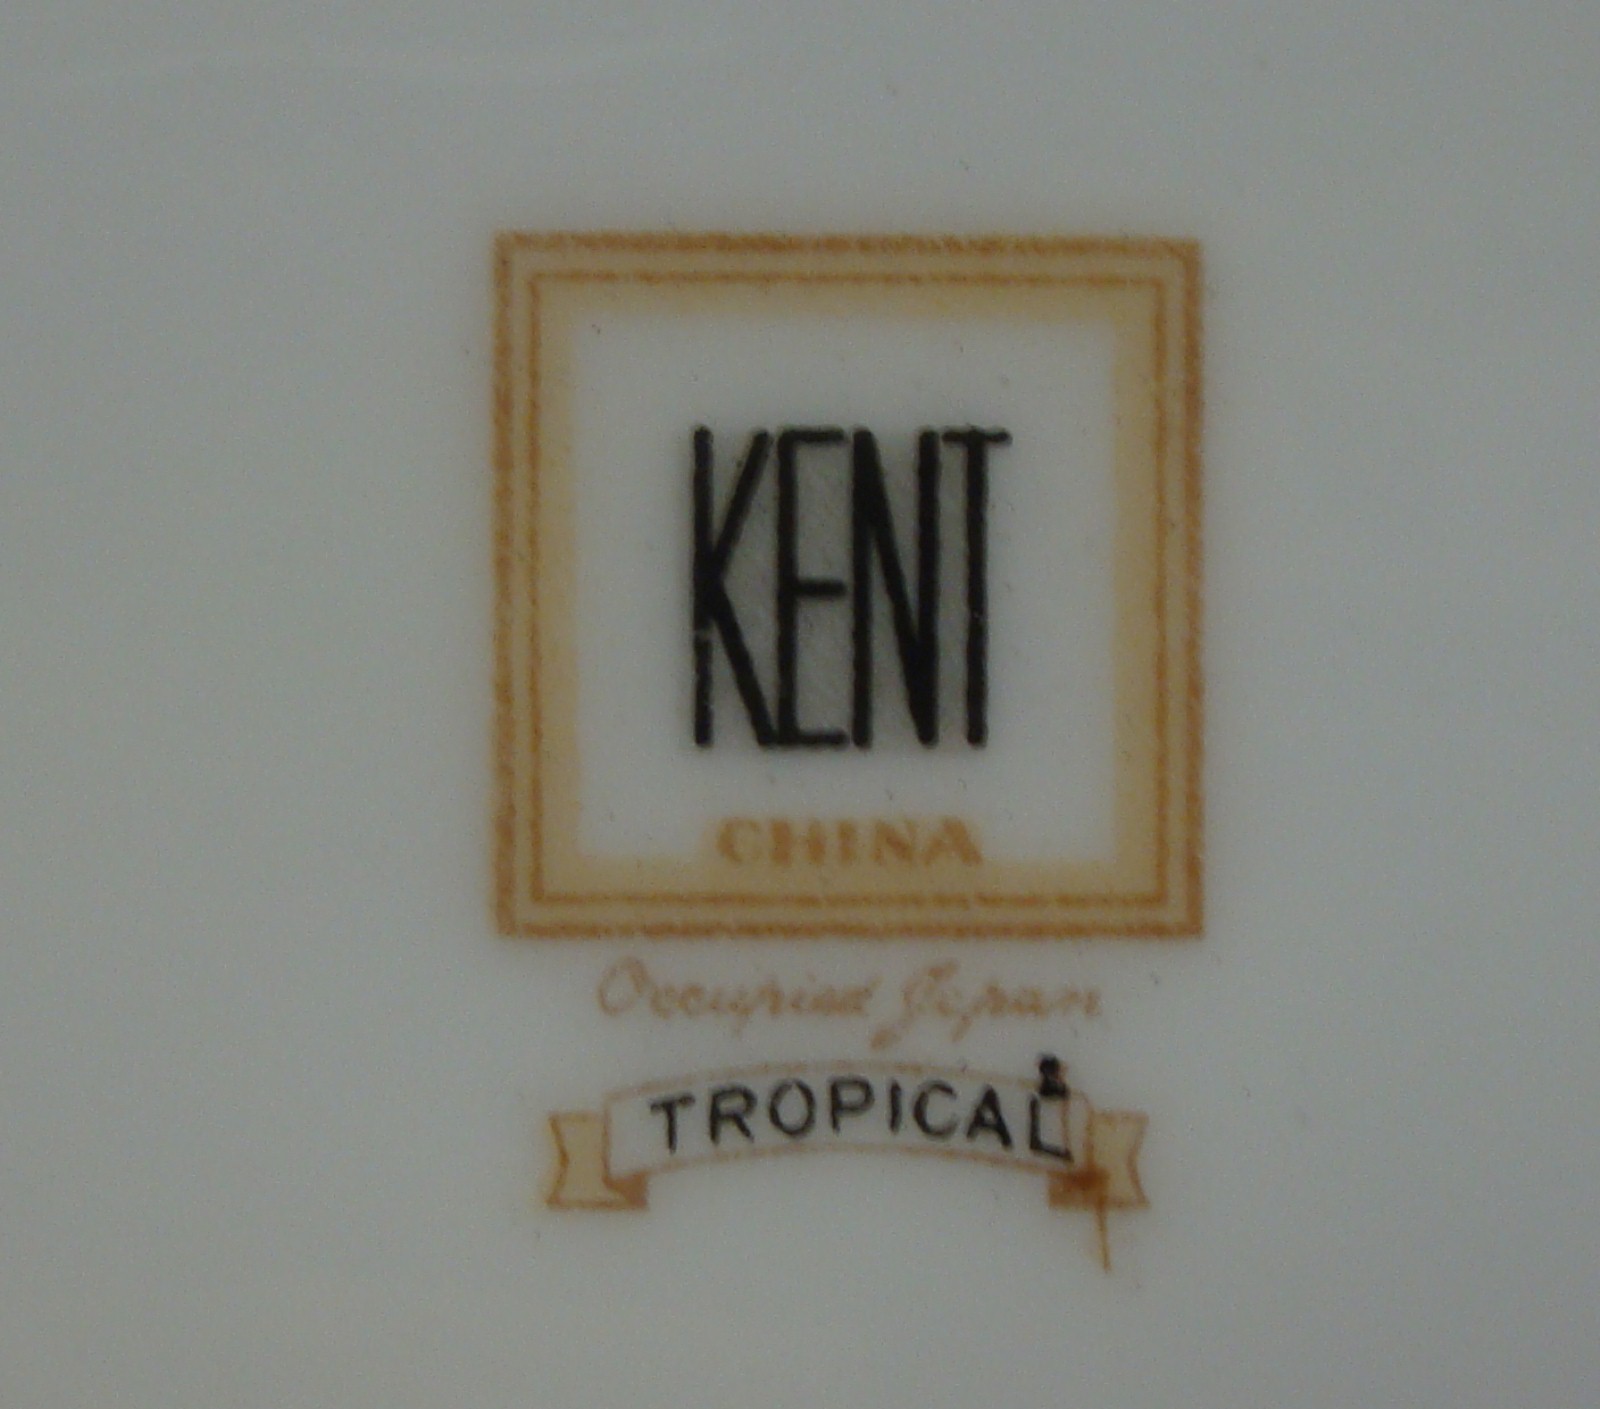 KENT
CHINA
Occupied Japan
TROPICAL